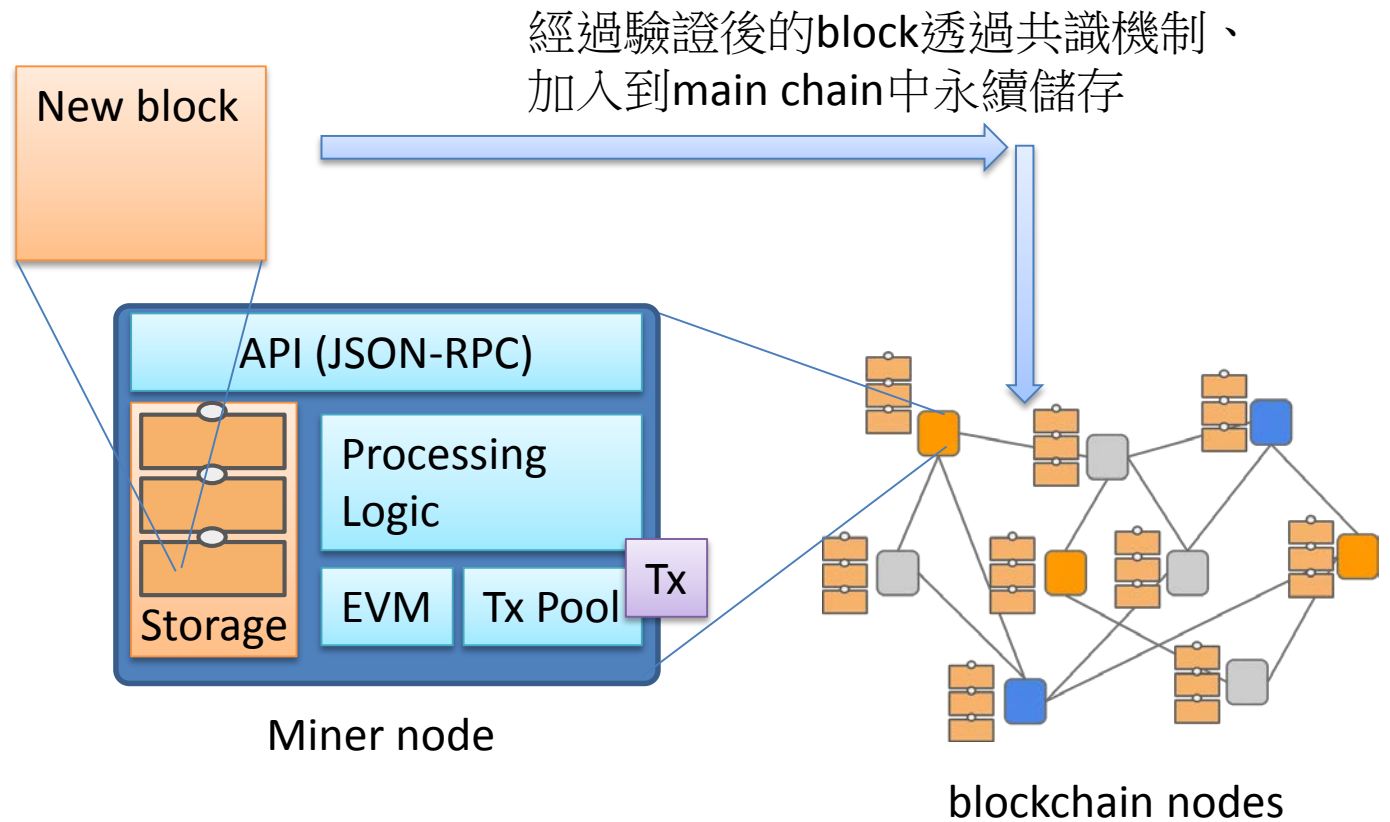 經過驗證後的block透過共識機制、
加入到main chain中永續儲存
New block
API (JSON-RPC)
Processing
Logic
Storage
EVM
Tx Pool
Tx
Miner node
blockchain nodes